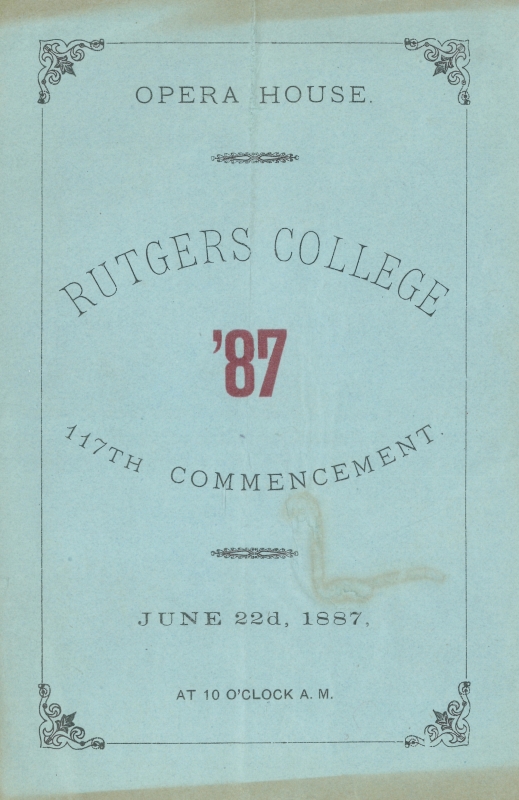 OPERA HOUSE.
RUTGERS COLLEGE
'87
117TH COMMENCEMENT.
JUNE 22d, 1887,
AT 10 O'CLOCK A. M.